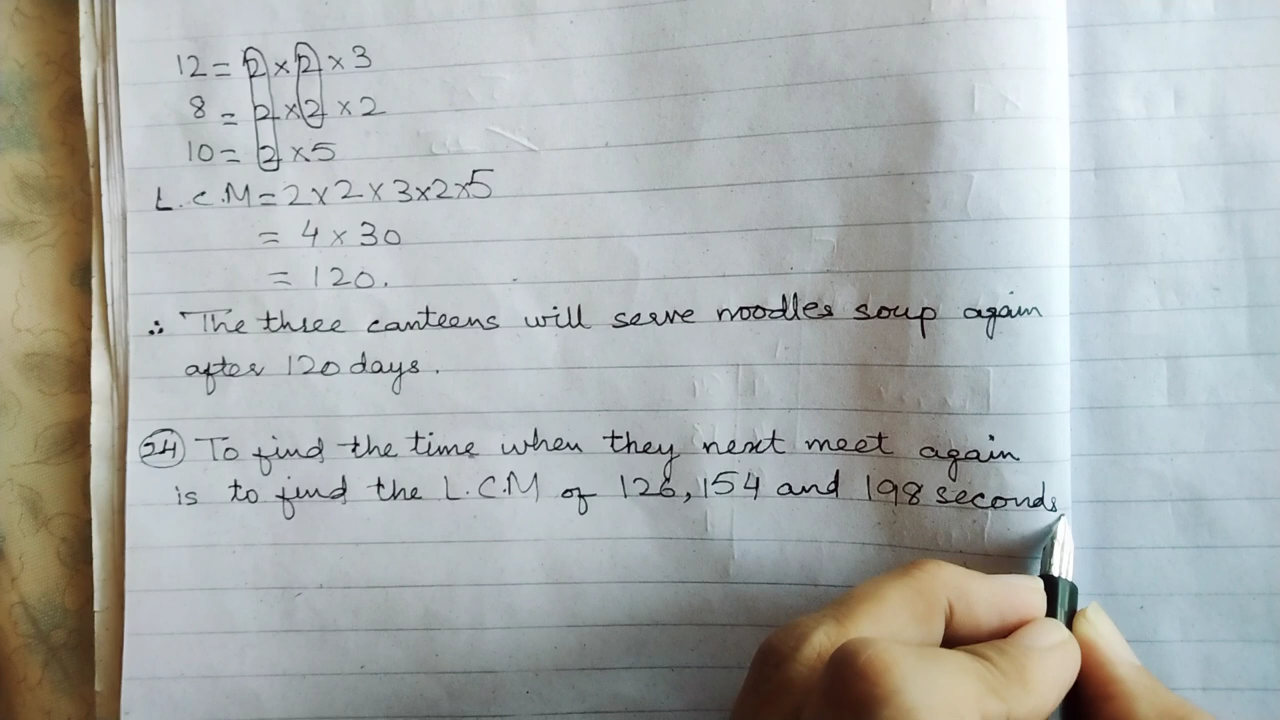 12 = 2 × 2 × 3
8 = 2 × 2 × 2
10 = 2 × 5
L.C.M = 2 × 2 × 3 × 2 × 5
= 4 × 30
= 120.
∴ The three canteens will serve noodles soup again
after 120 days.
24 To find the time when they next meet again
is to find the L.C.M of 126, 154 and 198 seconds